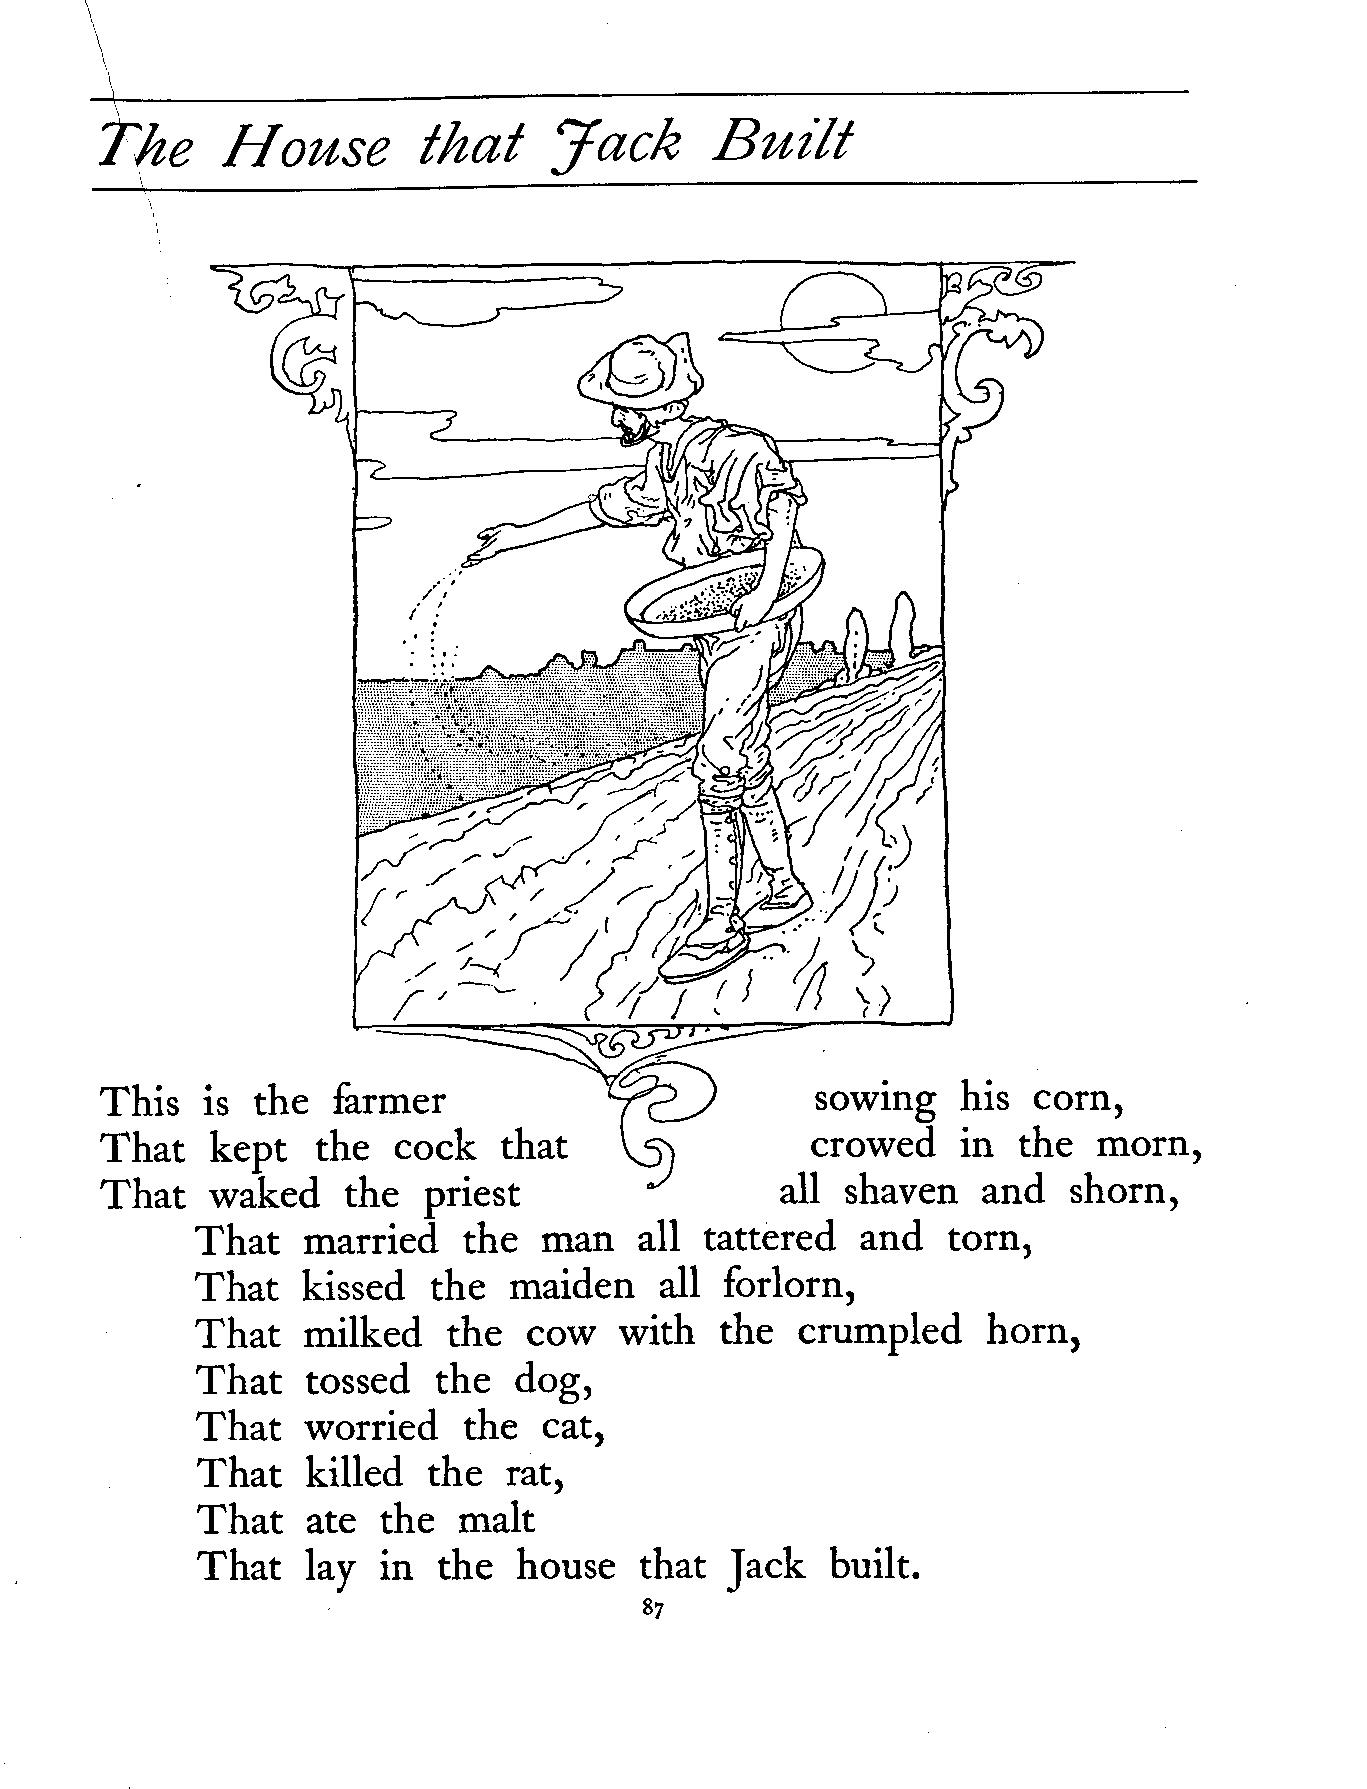 The House that Jack Built
This is the farmer sowing his corn,
That kept the cock that crowed in the morn,
That waked the priest all shaven and shorn,
That married the man all tattered and torn,
That kissed the maiden all forlorn,
That milked the cow with the crumpled horn,
That tossed the dog,
That worried the cat,
That killed the rat,
That ate the malt
That lay in the house that Jack built.
87